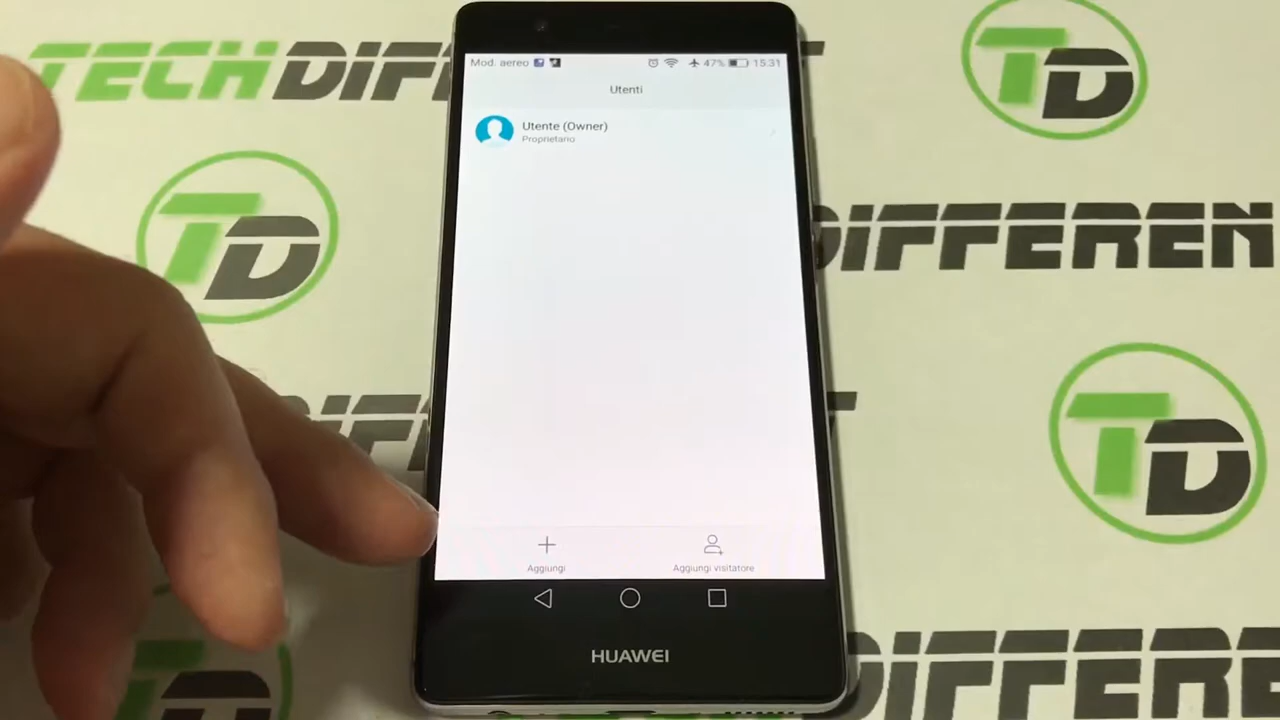 TECHDIFF
TD
Mod. aereo 47% 15:31
Utenti
Utente (Owner)
Proprietario
TD
DIFFEREN
TD
Aggiungi
Aggiungi visitatore
HUAWEI
DIFFERE
TD